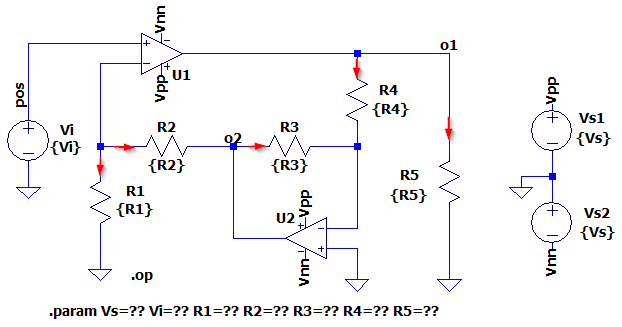 Vnn
o1
+
−
U1
Vpp
+
R4
{R4}
Vpp
pos
Vi
{Vi}
+
−
R2
{R2}
o2
R3
{R3}
Vs1
{Vs}
+
−
R1
{R1}
R5
{R5}
Vpp
U2
+
−
+
Vnn
Vs2
{Vs}
+
−
Vnn
.op
.param Vs=?? Vi=?? R1=?? R2=?? R3=?? R4=?? R5=??